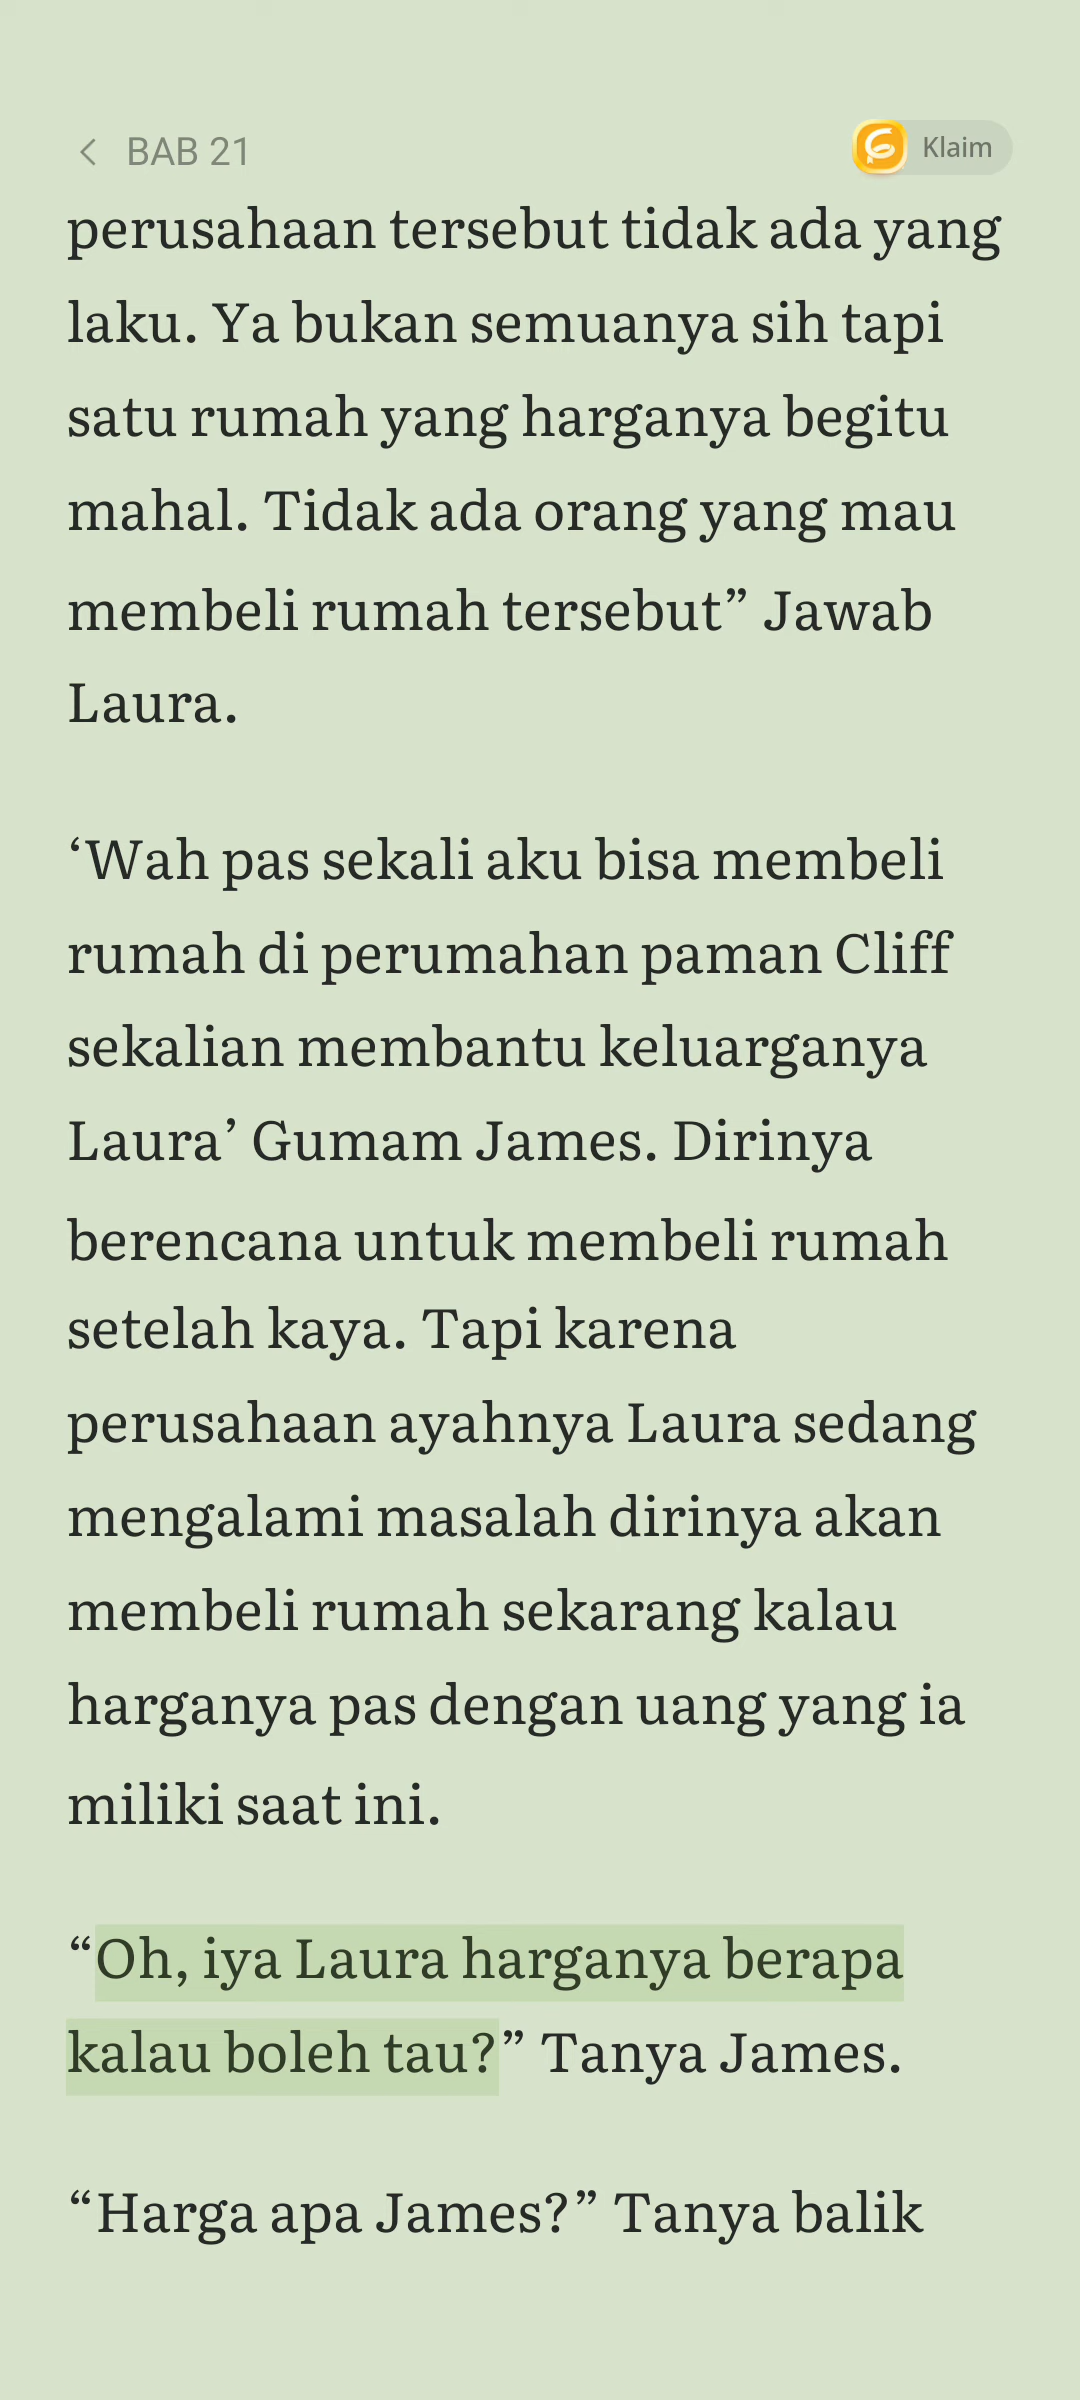 BAB 21
Klaim
perusahaan tersebut tidak ada yang
laku. Ya bukan semuanya sih tapi
satu rumah yang harganya begitu
mahal. Tidak ada orang yang mau
membeli rumah tersebut” Jawab
Laura.
‘Wah pas sekali aku bisa membeli
rumah di perumahan paman Cliff
sekalian membantu keluarganya
Laura’ Gumam James. Dirinya
berencana untuk membeli rumah
setelah kaya. Tapi karena
perusahaan ayahnya Laura sedang
mengalami masalah dirinya akan
membeli rumah sekarang kalau
harganya pas dengan uang yang ia
miliki saat ini.
“Oh, iya Laura harganya berapa
kalau boleh tau?” Tanya James.
“Harga apa James?” Tanya balik